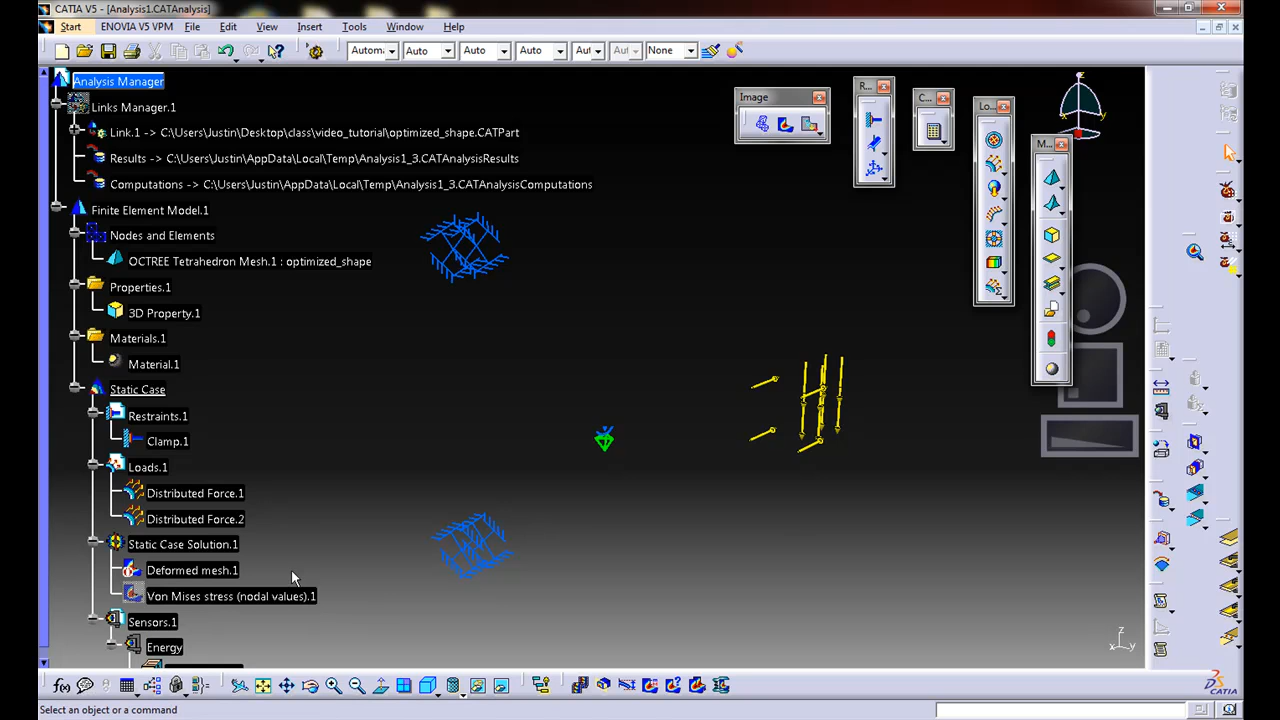 CATIA V5 - [Analysis1.CATAnalysis]
Start ENOVIA V5 VPM File Edit View Insert Tools Window Help
Automa Auto Auto Auto Aut Aut None
Analysis Manager
Links Manager.1
Link.1 -> C:\Users\Justin\Desktop\class\video_tutorial\optimized_shape.CATPart
Results -> C:\Users\Justin\AppData\Local\Temp\Analysis1_3.CATAnalysisResults
Computations -> C:\Users\Justin\AppData\Local\Temp\Analysis1_3.CATAnalysisComputations
Finite Element Model.1
Nodes and Elements
OCTREE Tetrahedron Mesh.1 : optimized_shape
Properties.1
3D Property.1
Materials.1
Material.1
Static Case
Restraints.1
Clamp.1
Loads.1
Distributed Force.1
Distributed Force.2
Static Case Solution.1
Deformed mesh.1
Von Mises stress (nodal values).1
Sensors.1
Energy
Image
R...
C...
Lo...
M...
z
x y
f(x)
CATIA
Select an object or a command